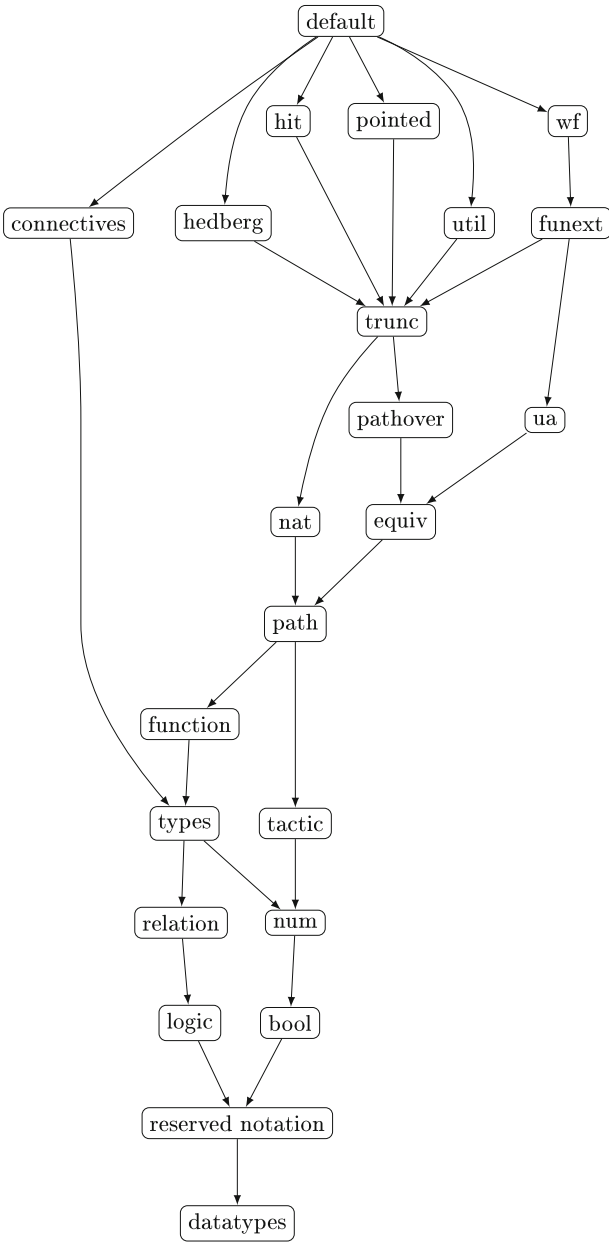 default
hit
pointed
wf
connectives
hedberg
util
funext
trunc
pathover
ua
nat
equiv
path
function
types
tactic
relation
num
logic
bool
reserved notation
datatypes